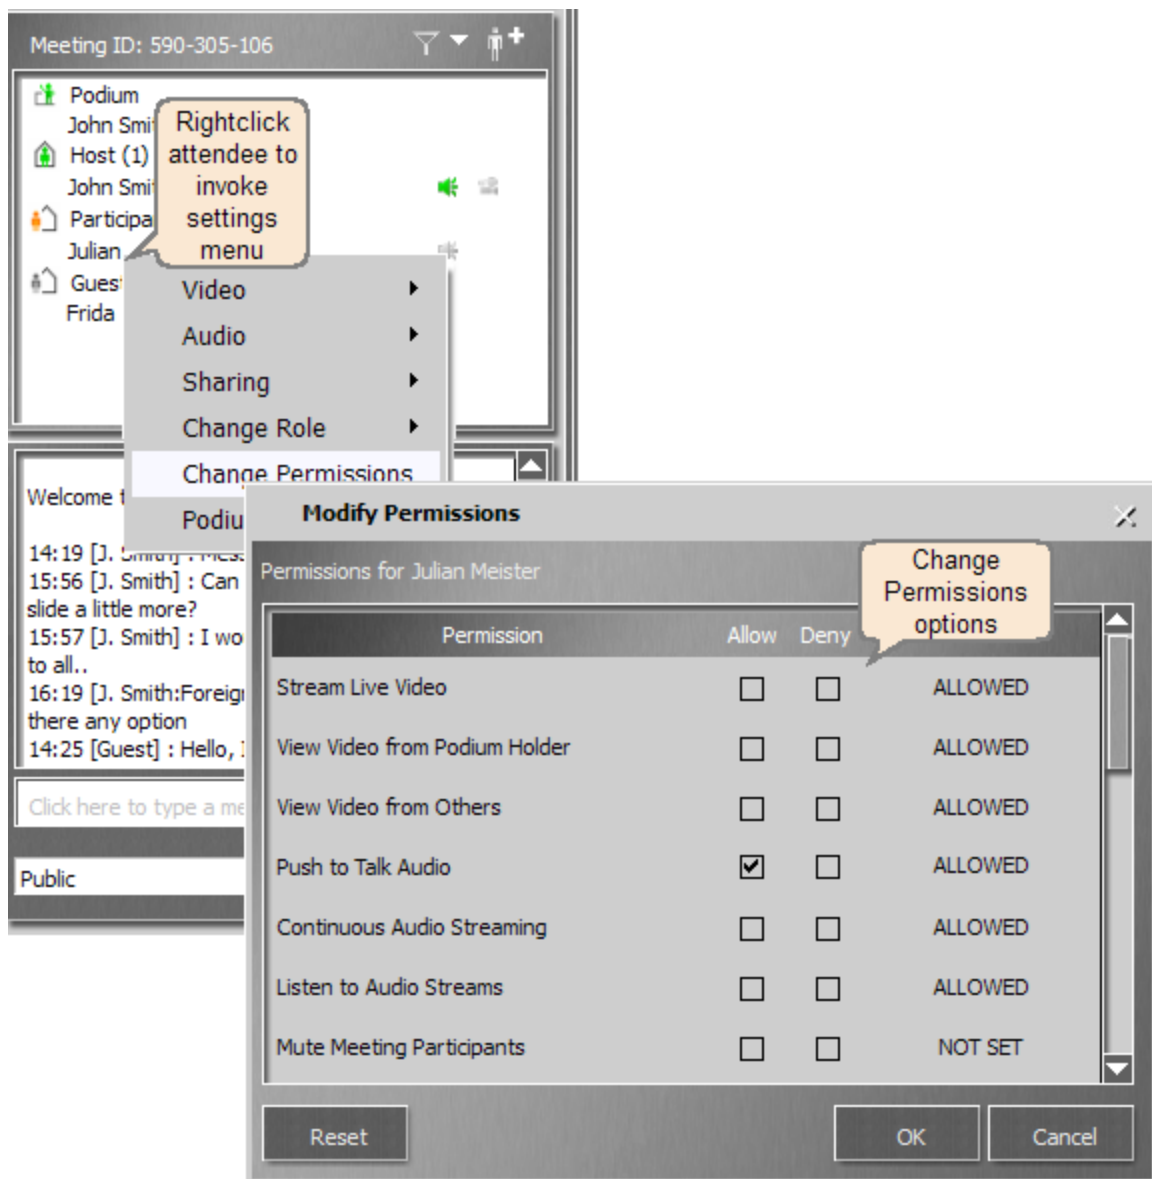 Meeting ID: 590-305-106
Podium
John Smi
Host (1)
John Smi
Participa
Julian
Gues
Frida
Rightclick
attendee to
invoke
settings
menu
Video
Audio
Sharing
Change Role
Change Permissions
Podiu
Welcome t
14:19 [J. Smith] : Mess
15:56 [J. Smith] : Can
slide a little more?
15:57 [J. Smith] : I wo
to all..
16:19 [J. Smith:Foreig
there any option
14:25 [Guest] : Hello, I
Click here to type a me
Public
Modify Permissions
Permissions for Julian Meister
Change
Permissions
options
Permission Allow Deny
Stream Live Video ALLOWED
View Video from Podium Holder ALLOWED
View Video from Others ALLOWED
Push to Talk Audio ALLOWED
Continuous Audio Streaming ALLOWED
Listen to Audio Streams ALLOWED
Mute Meeting Participants NOT SET
Reset OK Cancel